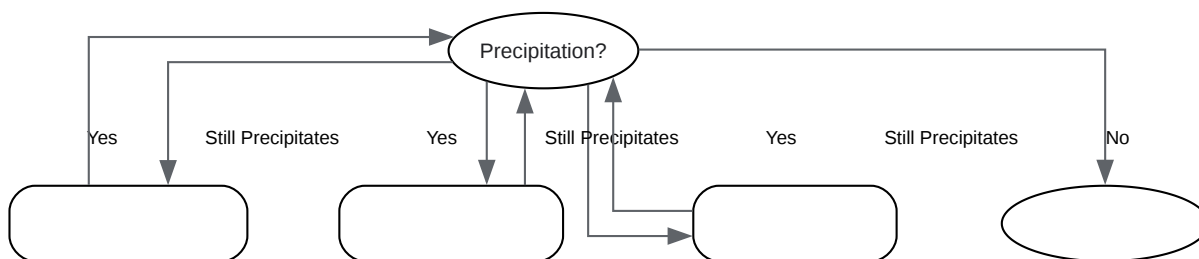 Precipitation?
Yes
Still Precipitates
Yes
Still Precipitates
Yes
Still Precipitates
No